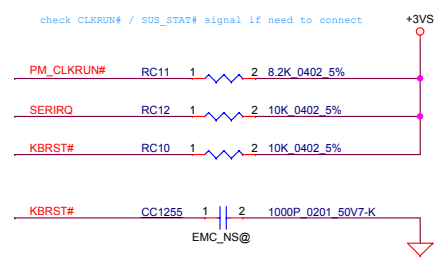 check CLKRUN# / SUS_STAT# signal if need to connect
+3VS
PM_CLKRUN# RC11 1 2 8.2K_0402_5%
SERIRQ RC12 1 2 10K_0402_5%
KBRST# RC10 1 2 10K_0402_5%
KBRST# CC1255 1 2 1000P_0201_50V7-K
EMC_NS@